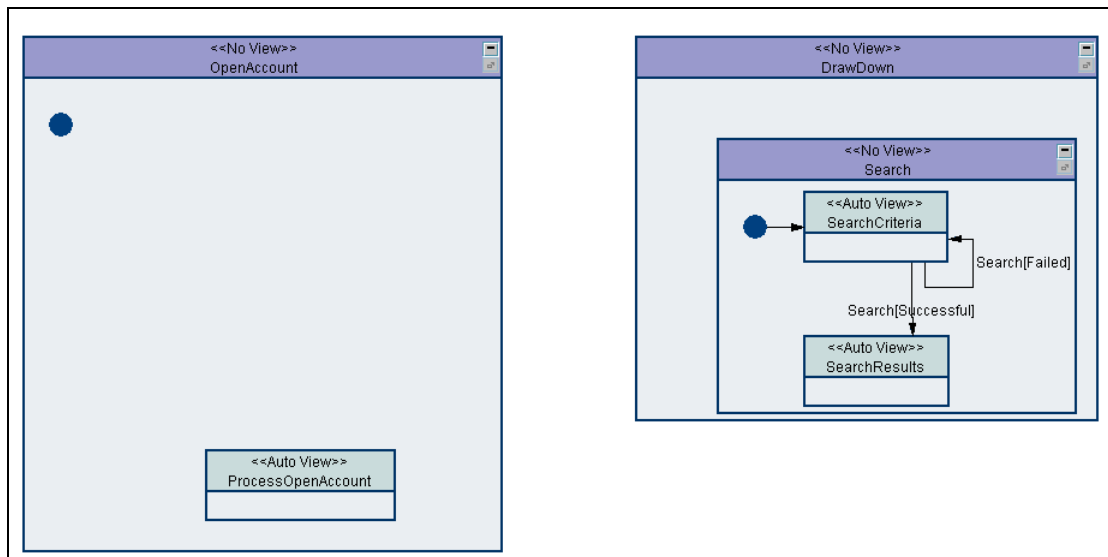 <<No View>>
OpenAccount
<<Auto View>>
ProcessOpenAccount
<<No View>>
DrawDown
<<No View>>
Search
<<Auto View>>
SearchCriteria
Search[Failed]
Search[Successful]
<<Auto View>>
SearchResults